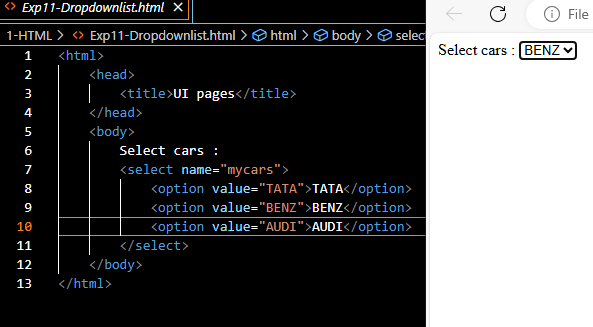 Exp11-Dropdownlist.html
1-HTML > Exp11-Dropdownlist.html > html > body > selec
1 <html>
2 <head>
3 <title>UI pages</title>
4 </head>
5 <body>
6 Select cars :
7 <select name="mycars">
8 <option value="TATA">TATA</option>
9 <option value="BENZ">BENZ</option>
10 <option value="AUDI">AUDI</option>
11 </select>
12 </body>
13 </html>
File
Select cars : BENZ